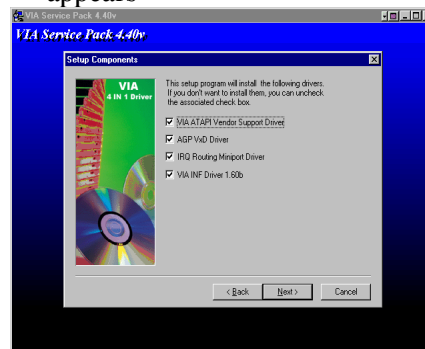 appears
VIA Service Pack 4.40v
VIA Service Pack 4.40v
Setup Components
VIA
4 IN 1 Driver
This setup program will install the following drivers.
If you don't want to install them, you can uncheck
the associated check box.
VIA ATAPI Vendor Support Driver
AGP VxD Driver
IRQ Routing Miniport Driver
VIA INF Driver 1.60b
< Back
Next >
Cancel